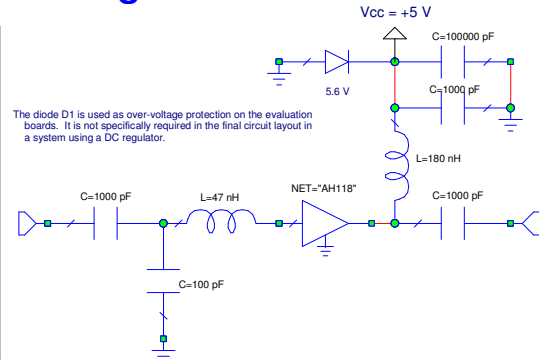 Vcc = +5 V
C=100000 pF
5.6 V
C=1000 pF
The diode D1 is used as over-voltage protection on the evaluation
boards. It is not specifically required in the final circuit layout in
a system using a DC regulator.
L=180 nH
C=1000 pF
L=47 nH
NET="AH118"
C=1000 pF
C=100 pF